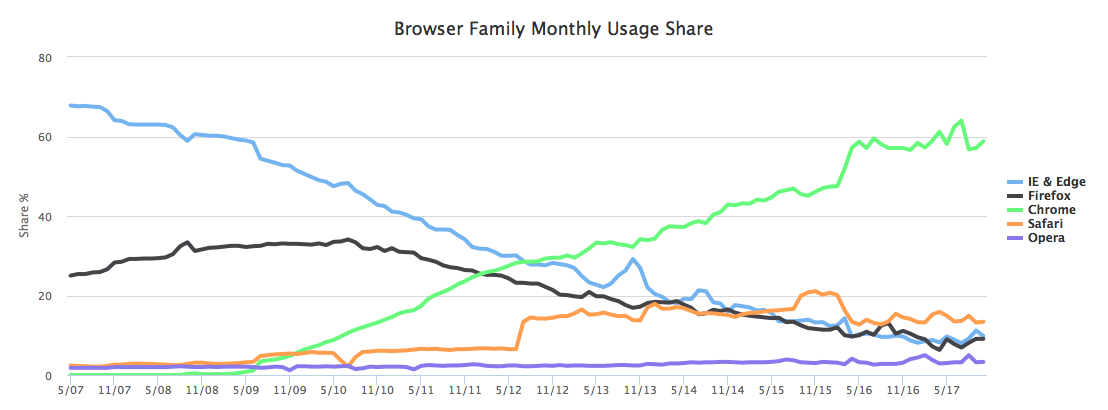 Browser Family Monthly Usage Share
80
60
40
20
0
Share %
5/07 11/07 5/08 11/08 5/09 11/09 5/10 11/10 5/11 11/11 5/12 11/12 5/13 11/13 5/14 11/14 5/15 11/15 5/16 11/16 5/17
IE & Edge
Firefox
Chrome
Safari
Opera